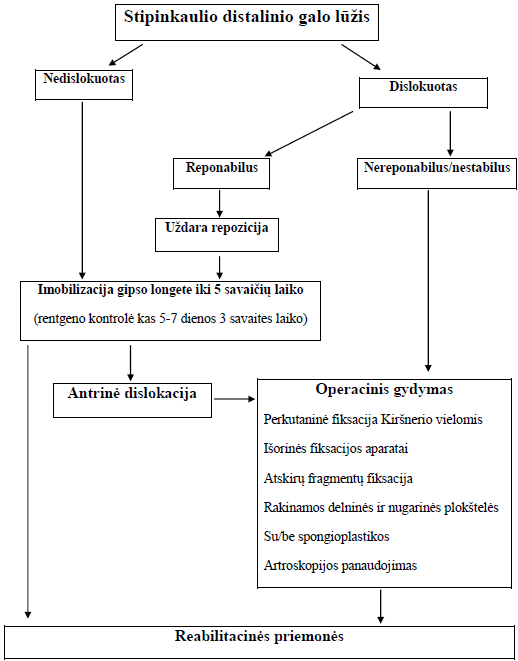 Stipinkaulio distalinio galo lūžis
Nedislokuotas
Dislokuotas
Reponabilus
Nereponabilus/nestabilus
Uždara repozicija
Imobilizacija gipso longete iki 5 savaičių laiko
(rentgeno kontrolė kas 5-7 dienos 3 savaites laiko)
Antrinė dislokacija
Operacinis gydymas
Perkutaninė fiksacija Kiršnerio vielomis
Išorinės fiksacijos aparatai
Atskirų fragmentų fiksacija
Rakinamos delninės ir nugarinės plokštelės
Su/be spongioplastikos
Artroskopijos panaudojimas
Reabilitacinės priemonės